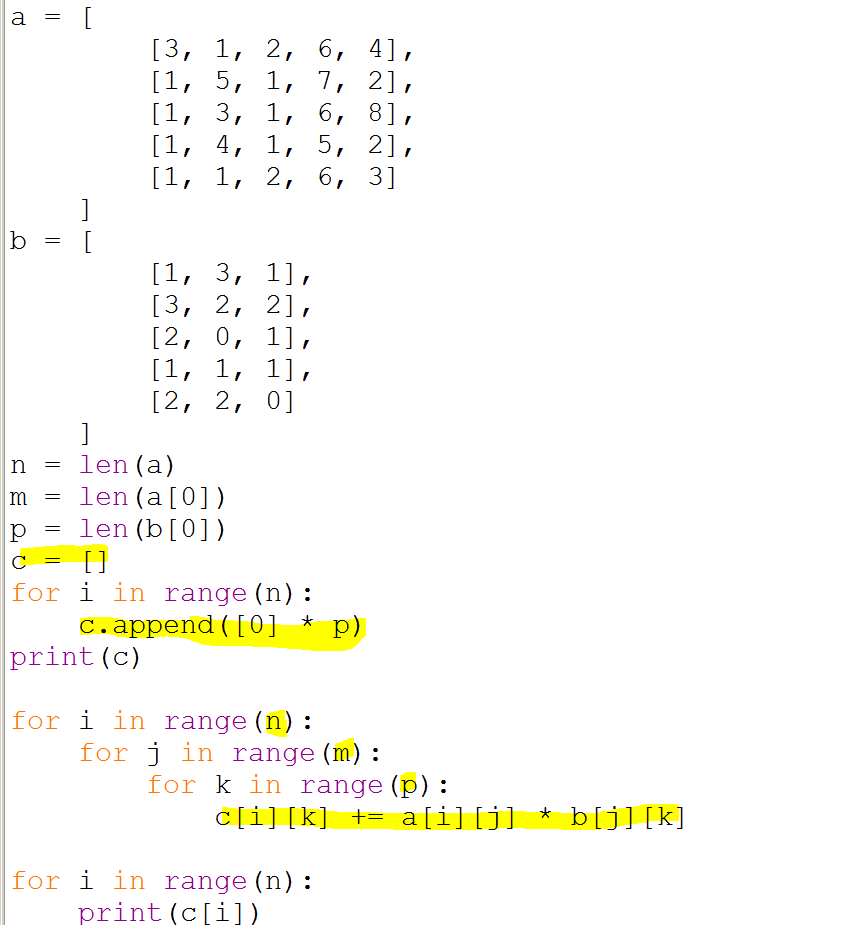 a = [
        [3, 1, 2, 6, 4],
        [1, 5, 1, 7, 2],
        [1, 3, 1, 6, 8],
        [1, 4, 1, 5, 2],
        [1, 1, 2, 6, 3]
    ]
b = [
        [1, 3, 1],
        [3, 2, 2],
        [2, 0, 1],
        [1, 1, 1],
        [2, 2, 0]
    ]
n = len(a)
m = len(a[0])
p = len(b[0])
c = []
for i in range(n):
    c.append([0] * p)
print(c)

for i in range(n):
    for j in range(m):
        for k in range(p):
            c[i][k] += a[i][j] * b[j][k]

for i in range(n):
    print(c[i])